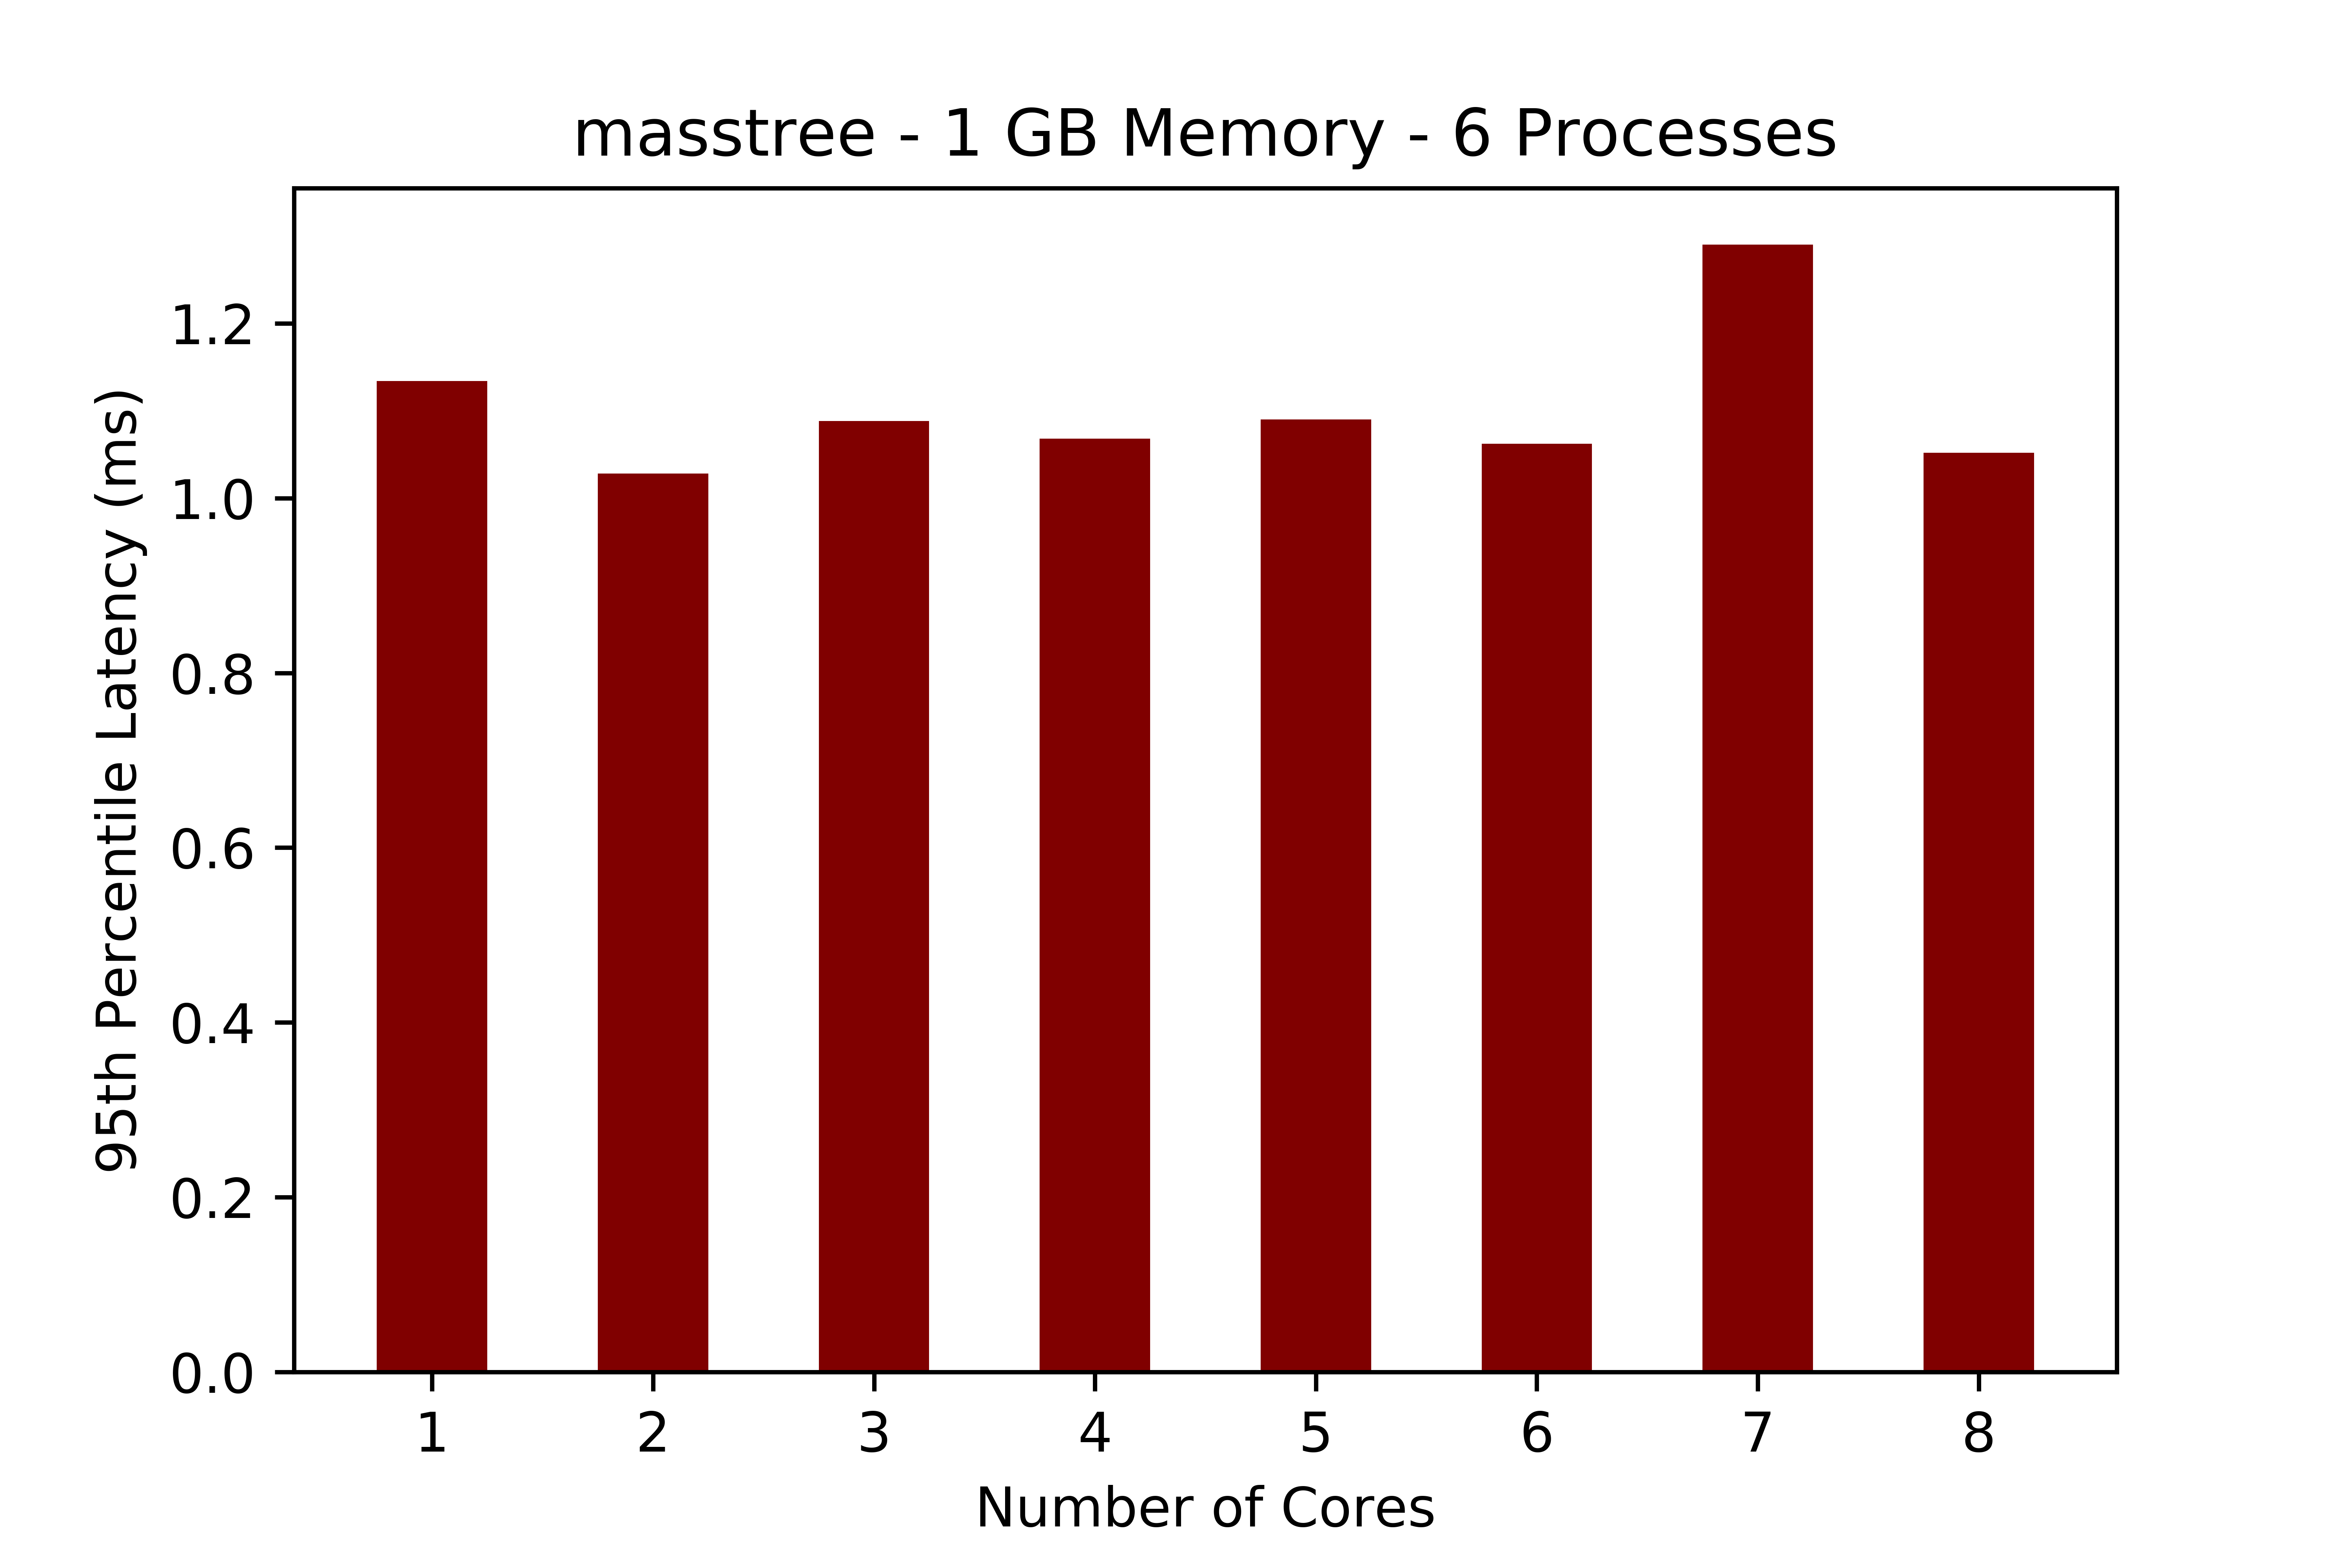 masstree - 1 GB Memory - 6 Processes
95th Percentile Latency (ms)
1.2
1.0
0.8
0.6
0.4
0.2
0.0
1 2 3 4 5 6 7 8
Number of Cores